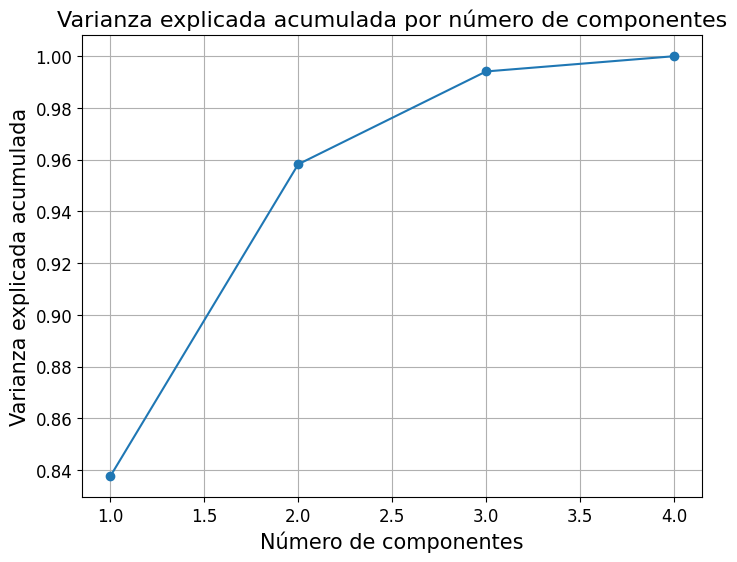 Varianza explicada acumulada por número de componentes
Varianza explicada acumulada
1.00
0.98
0.96
0.94
0.92
0.90
0.88
0.86
0.84
1.0 1.5 2.0 2.5 3.0 3.5 4.0
Número de componentes